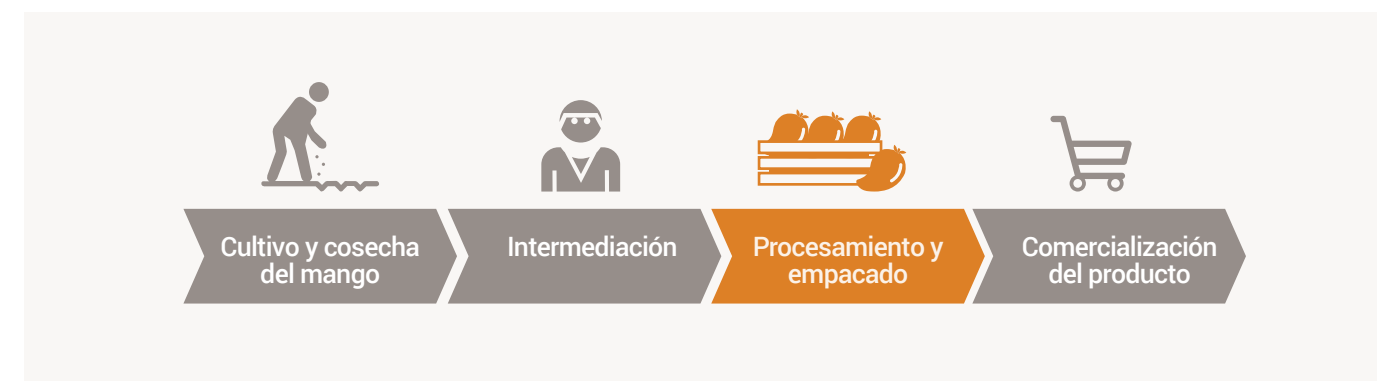 Cultivo y cosecha
del mango
Intermediación
Procesamiento y
empacado
Comercialización
del producto